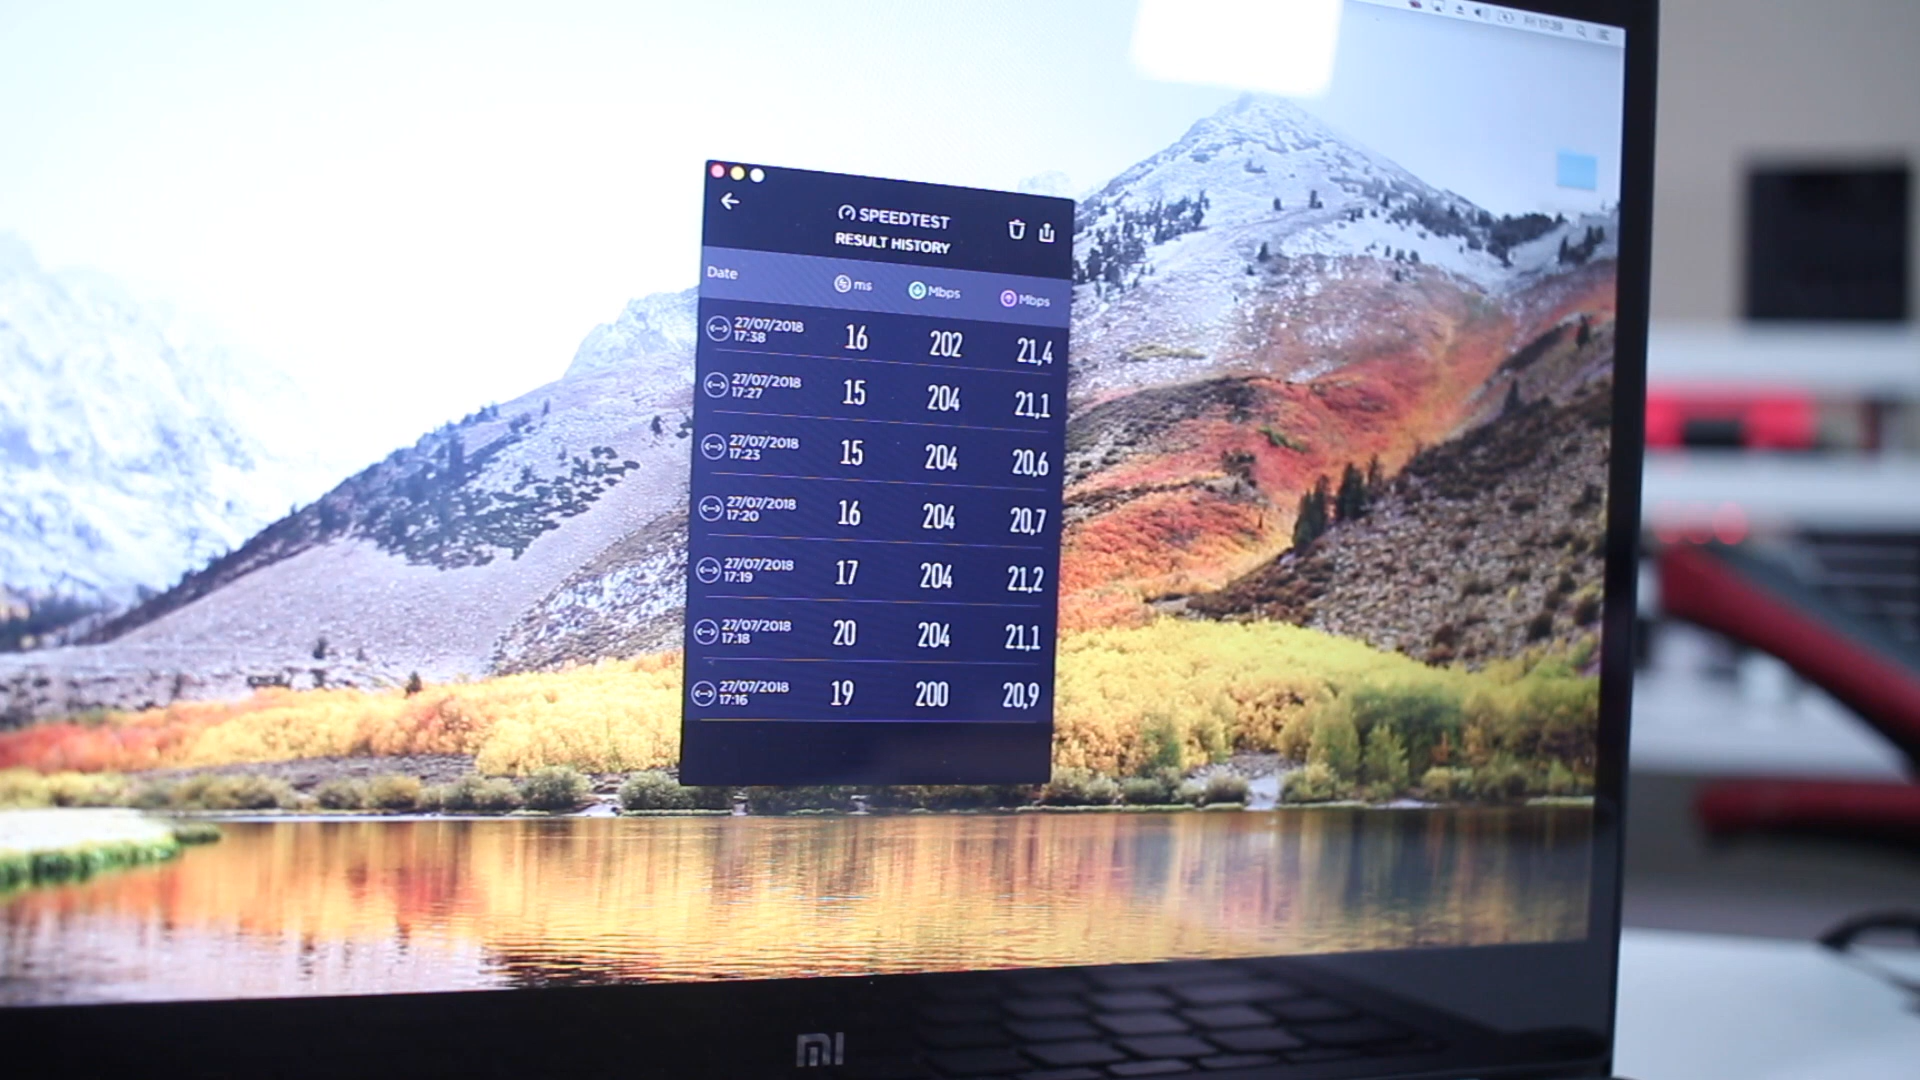 SPEEDTEST
RESULT HISTORY
Date ms Mbps Mbps
27/07/2018
17:38
16 202 21,4
27/07/2018
17:27
15 204 21,1
27/07/2018
17:23
15 204 20,6
27/07/2018
17:20
16 204 20,7
27/07/2018
17:19
17 204 21,2
27/07/2018
17:18
20 204 21,1
27/07/2018
17:16
19 200 20,9
mi